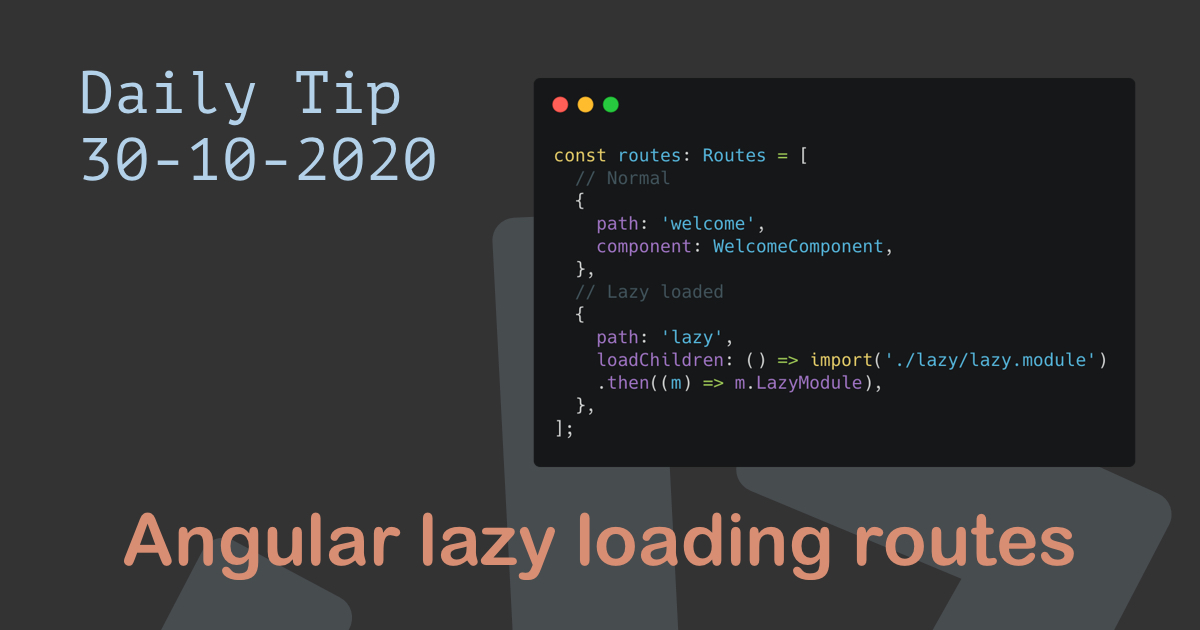 Daily Tip
30-10-2020
const routes: Routes = [
  // Normal
  {
    path: 'welcome',
    component: WelcomeComponent,
  },
  // Lazy loaded
  {
    path: 'lazy',
    loadChildren: () => import('./lazy/lazy.module')
    .then((m) => m.LazyModule),
  },
];
Angular lazy loading routes